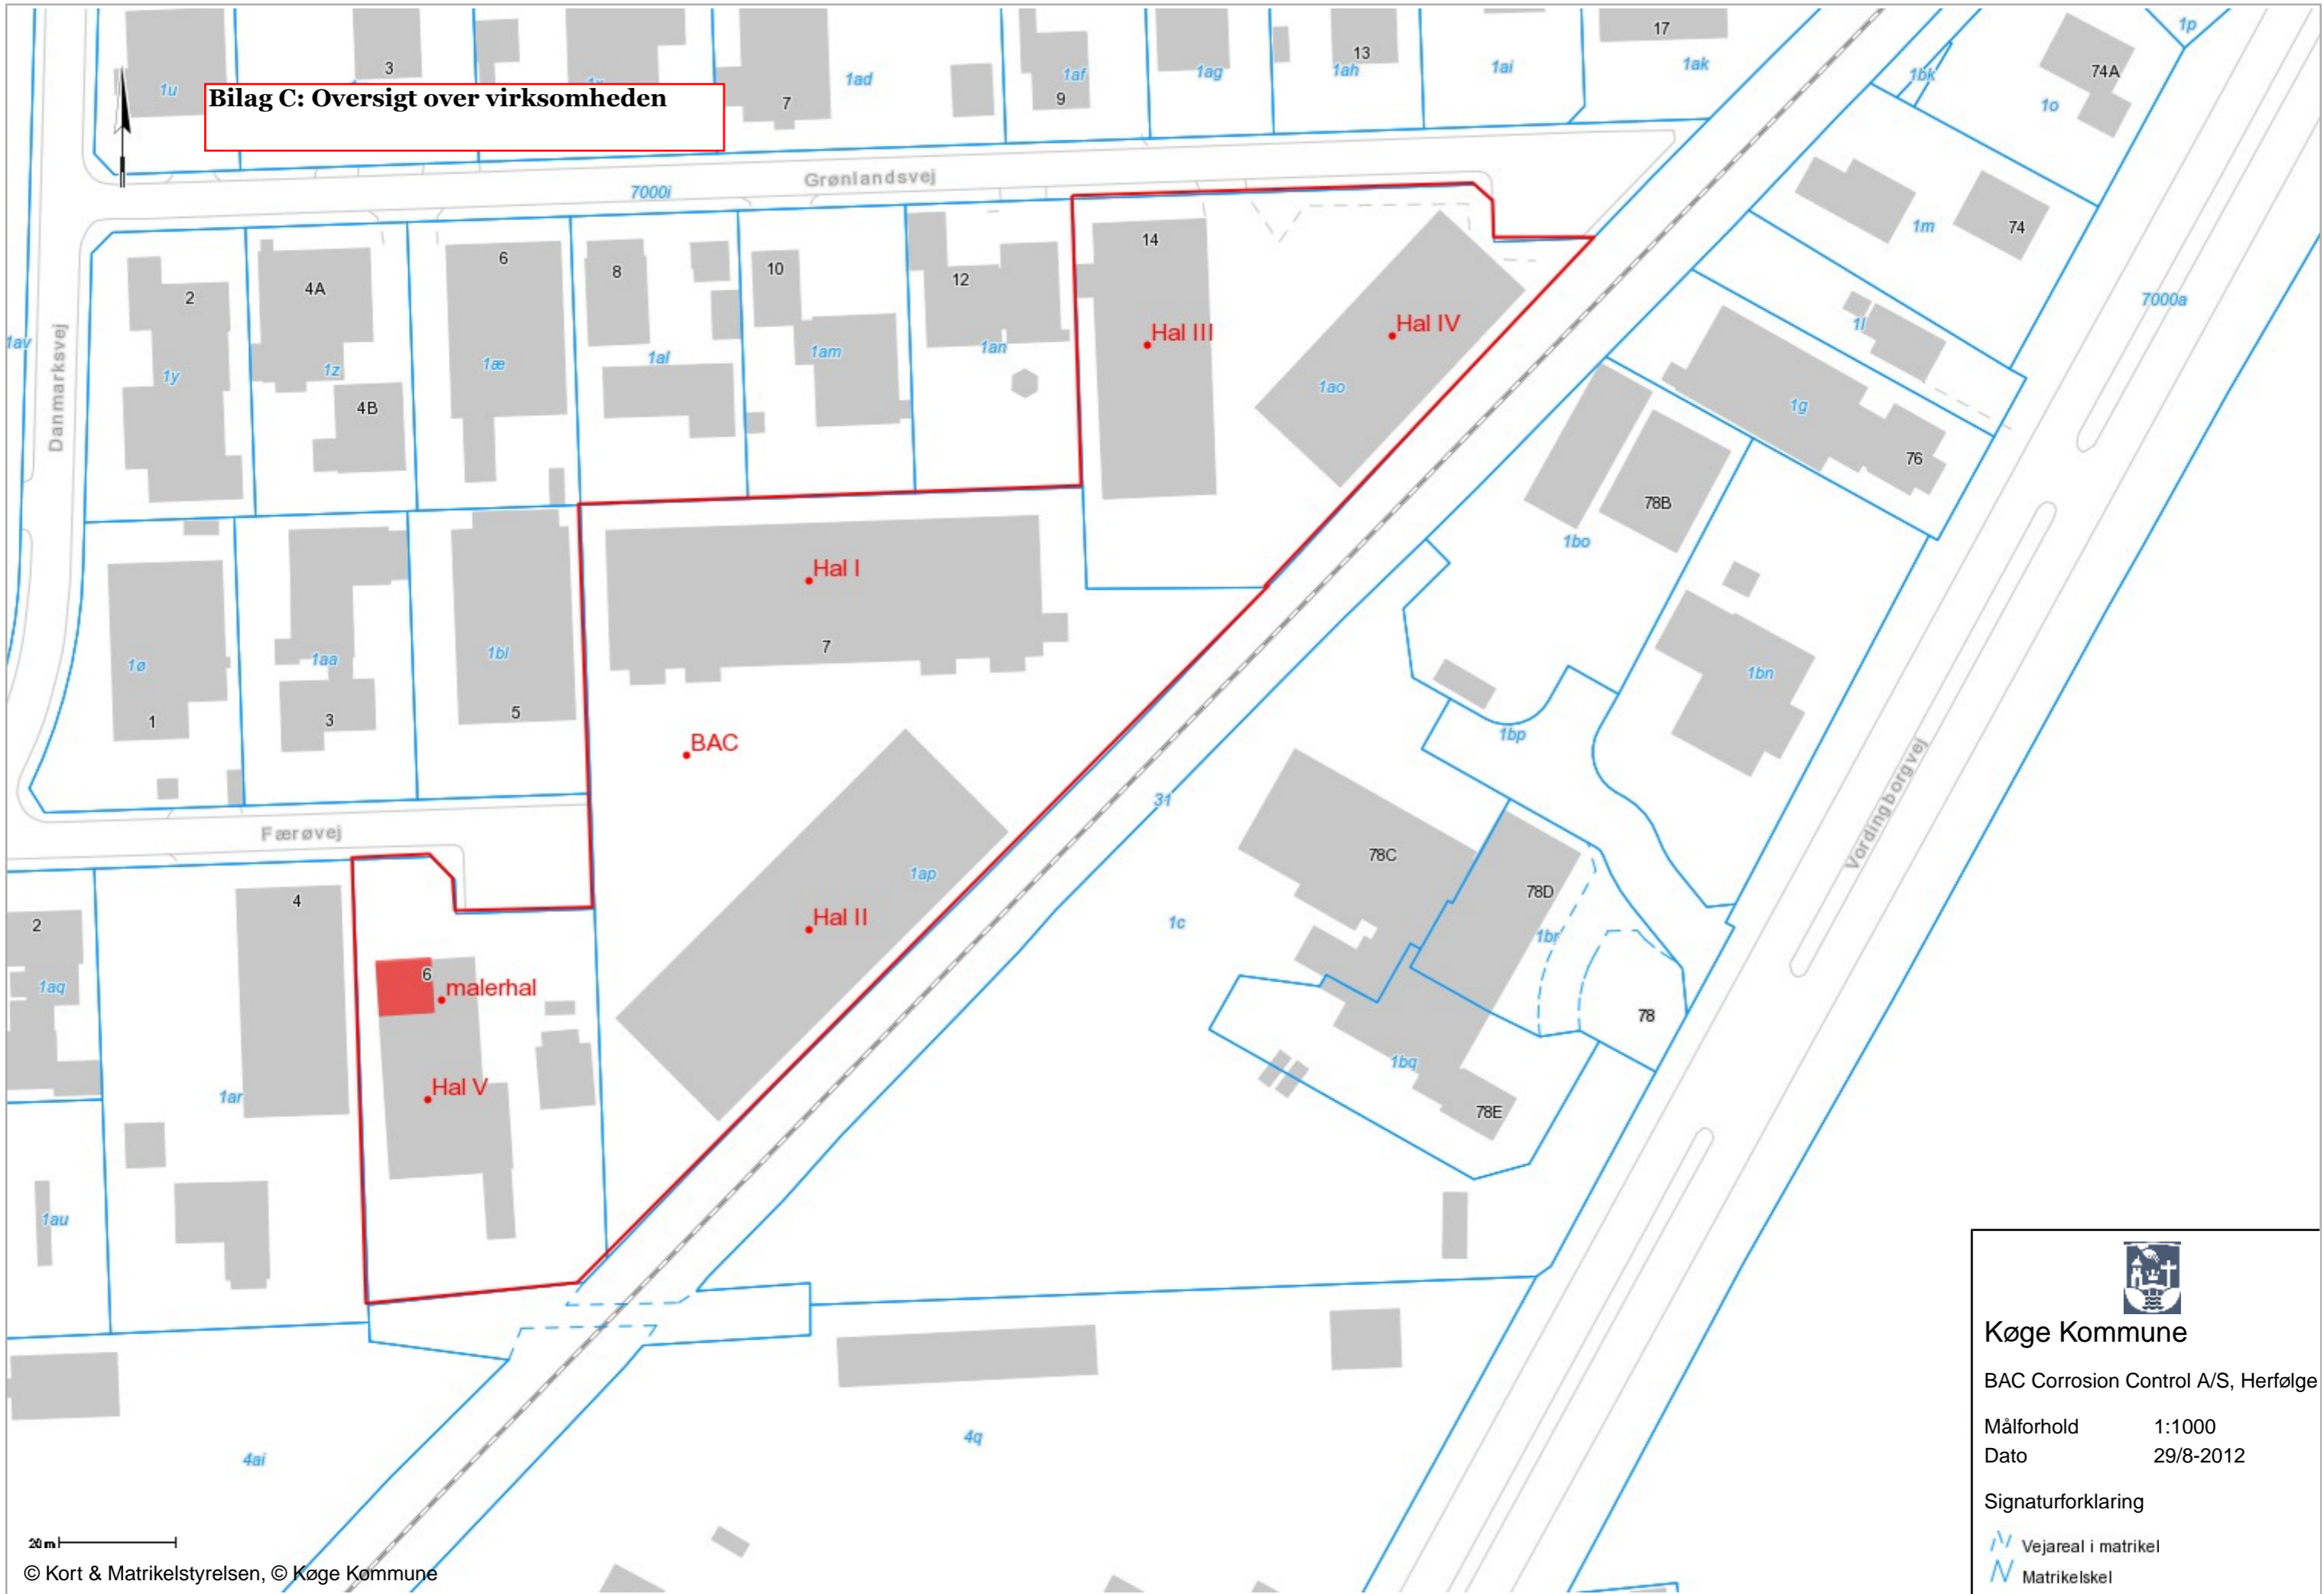 1p
17
3
13
1u
1ad
1af
1ag
1ah
1ai
1ak
1bk
74A
Bilag C: Oversigt over virksomheden
7
9
1o
Grønlandsvej
7000i
14
1m
74
6
8
10
12
2
4A
7000a
Danmarksvej
1av
Hal III
Hal IV
1l
1y
1z
1æ
1al
1am
1an
1ao
4B
1g
76
78B
1bo
Hal I
7
1ø
1aa
1bl
1bn
1
3
5
BAC
1bp
31
Vordingborgvej
Færøvej
78C
1ap
78D
4
2
Hal II
1c
1br
6
malerhal
1aq
78
1bq
Hal V
1ar
78E
1au
Køge Kommune
BAC Corrosion Control A/S, Herfølge
Målforhold 1:1000
Dato 29/8-2012
Signaturforklaring
Vejareal i matrikel
Matrikelskel
4q
4ai
20 m
© Kort & Matrikelstyrelsen, © Køge Kommune